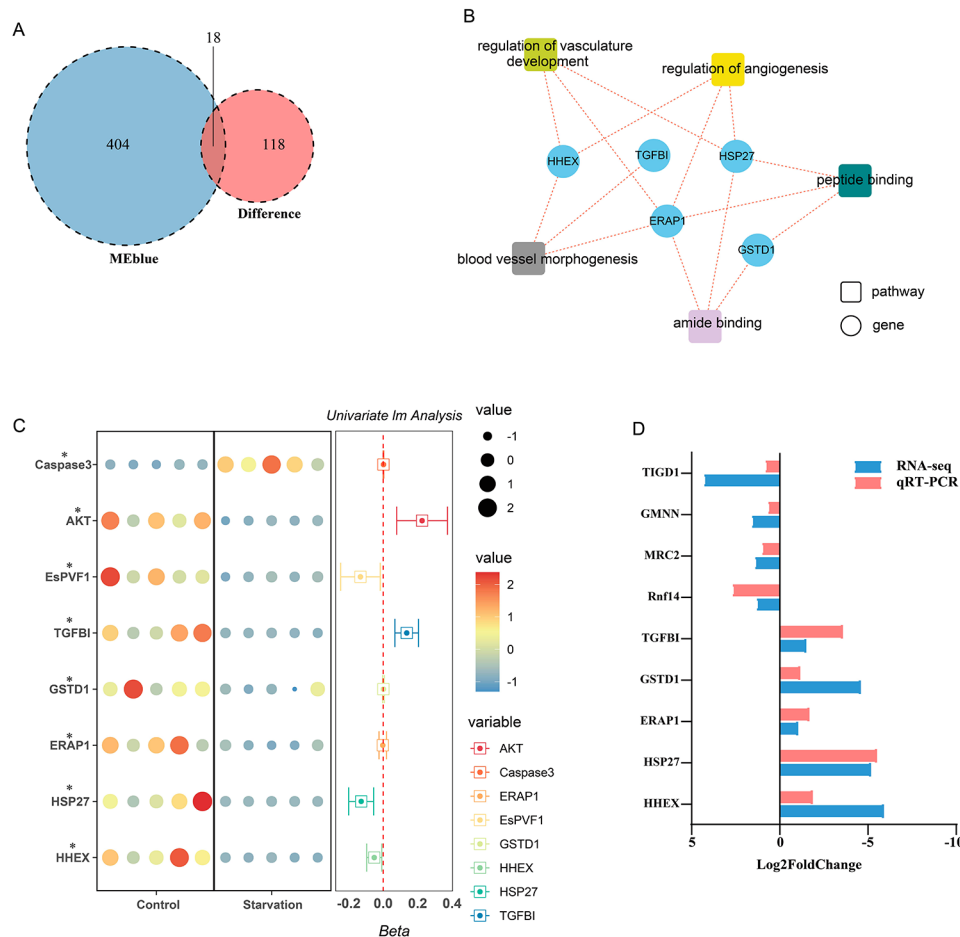 A
18
404
118
Difference
MEblue
B
regulation of vasculature
development
regulation of angiogenesis
HHEX
TGFBI
HSP27
peptide binding
ERAP1
GSTD1
blood vessel morphogenesis
amide binding
pathway
gene
C
Univariate lm Analysis
*
Caspase3
*
AKT
*
EsPVF1
*
TGFBI
*
GSTD1
*
ERAP1
*
HSP27
*
HHEX
Control
Starvation
-0.2
0.0
0.2
0.4
Beta
value
-1
0
1
2
value
2
1
0
-1
variable
AKT
Caspase3
ERAP1
EsPVF1
GSTD1
HHEX
HSP27
TGFBI
D
RNA-seq
qRT-PCR
TIGD1
GMNN
MRC2
Rnf14
TGFBI
GSTD1
ERAP1
HSP27
HHEX
5
0
-5
-10
Log2FoldChange